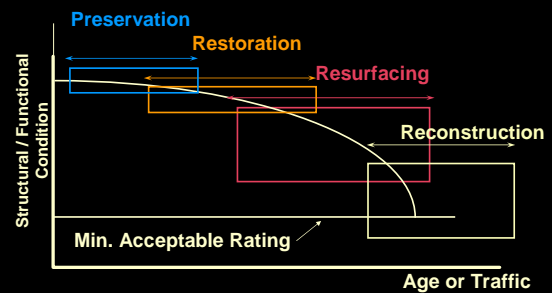 Preservation
Restoration
Resurfacing
Reconstruction
Structural / Functional
Condition
Min. Acceptable Rating
Age or Traffic